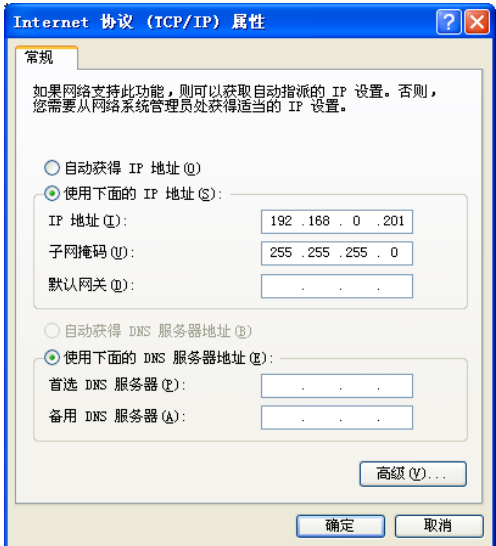 Internet 协议 (TCP/IP) 属性
常规
如果网络支持此功能，则可以获取自动指派的 IP 设置。否则，
您需要从网络系统管理员处获得适当的 IP 设置。
自动获得 IP 地址(O)
使用下面的 IP 地址(S):
IP 地址(I): 192 .168 . 0 .201
子网掩码(U): 255 .255 .255 . 0
默认网关(D): . . .
自动获得 DNS 服务器地址(B)
使用下面的 DNS 服务器地址(E):
首选 DNS 服务器(P): . . .
备用 DNS 服务器(A): . . .
高级(V)...
确定 取消